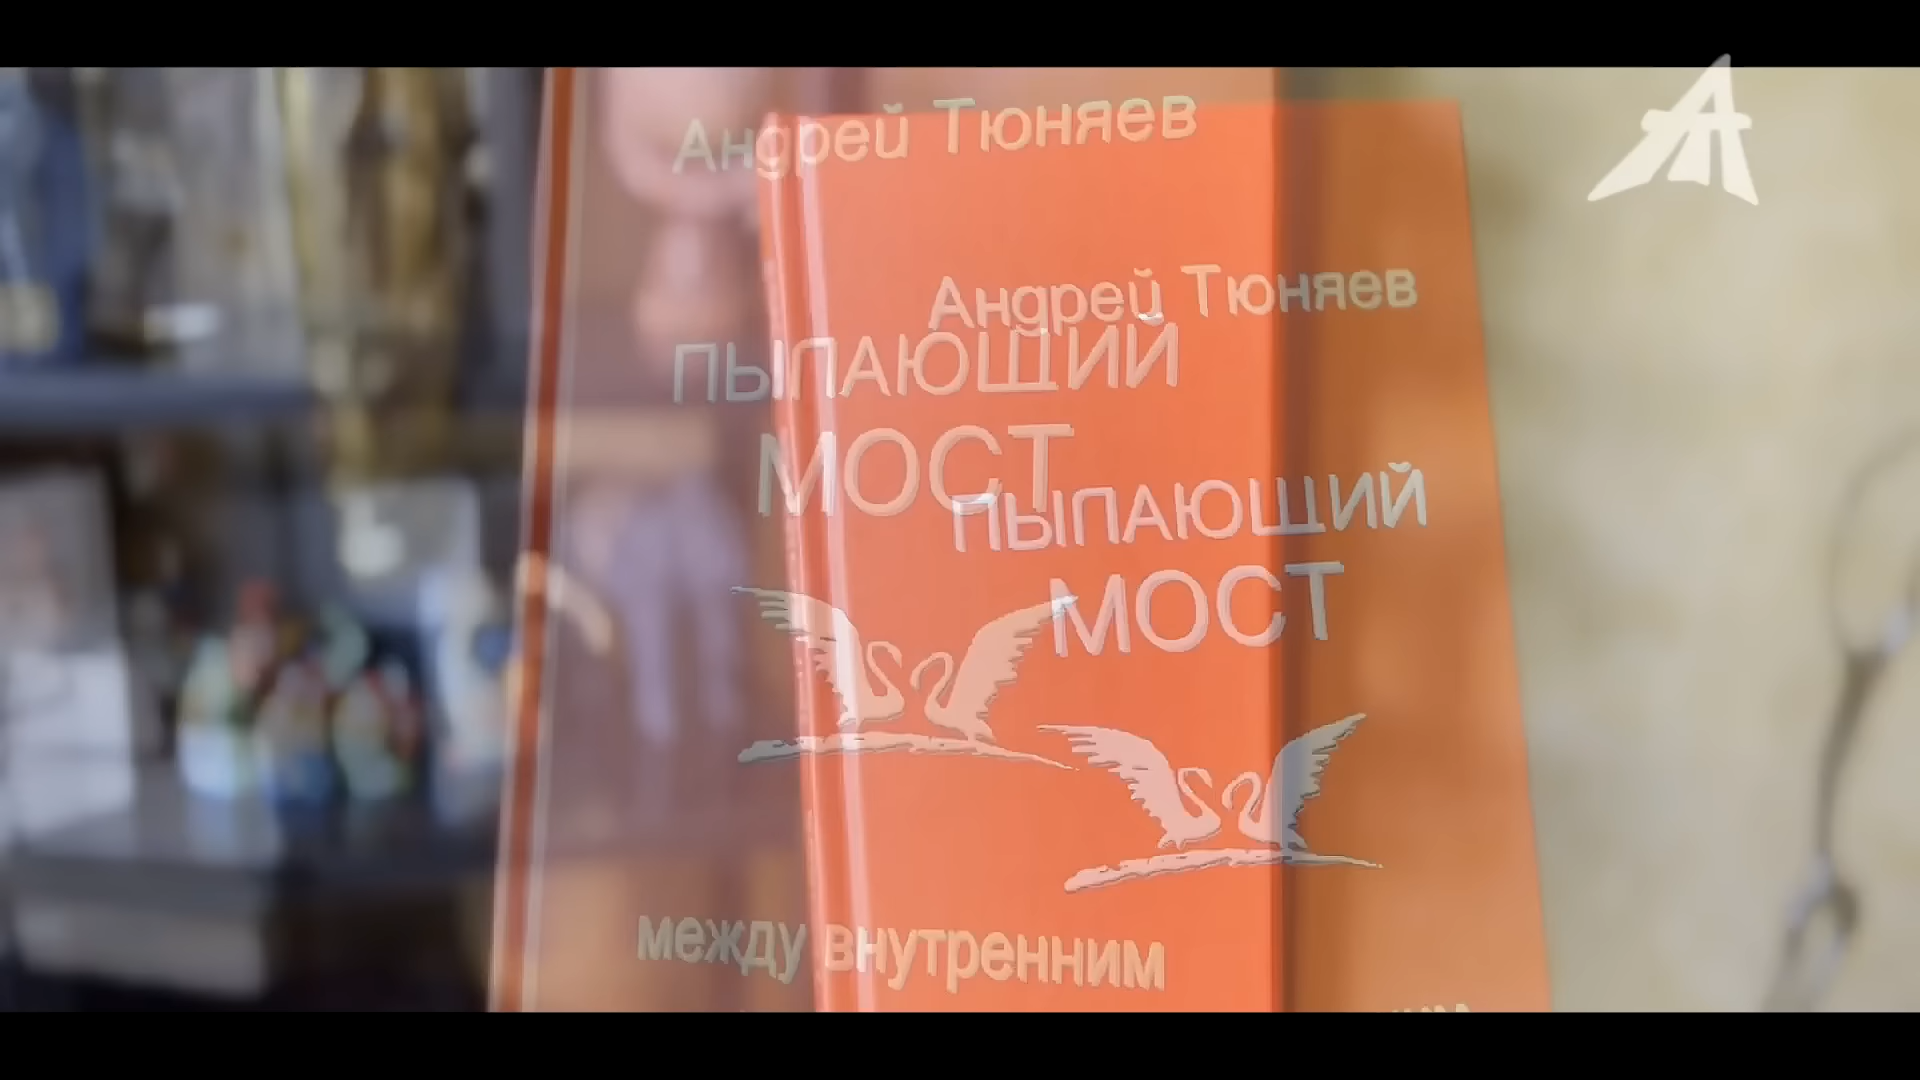 Андрей Тюняев
ПЫЛАЮЩИЙ
МОСТ
между внутренним
Андрей Тюняев
ПЫЛАЮЩИЙ
МОСТ